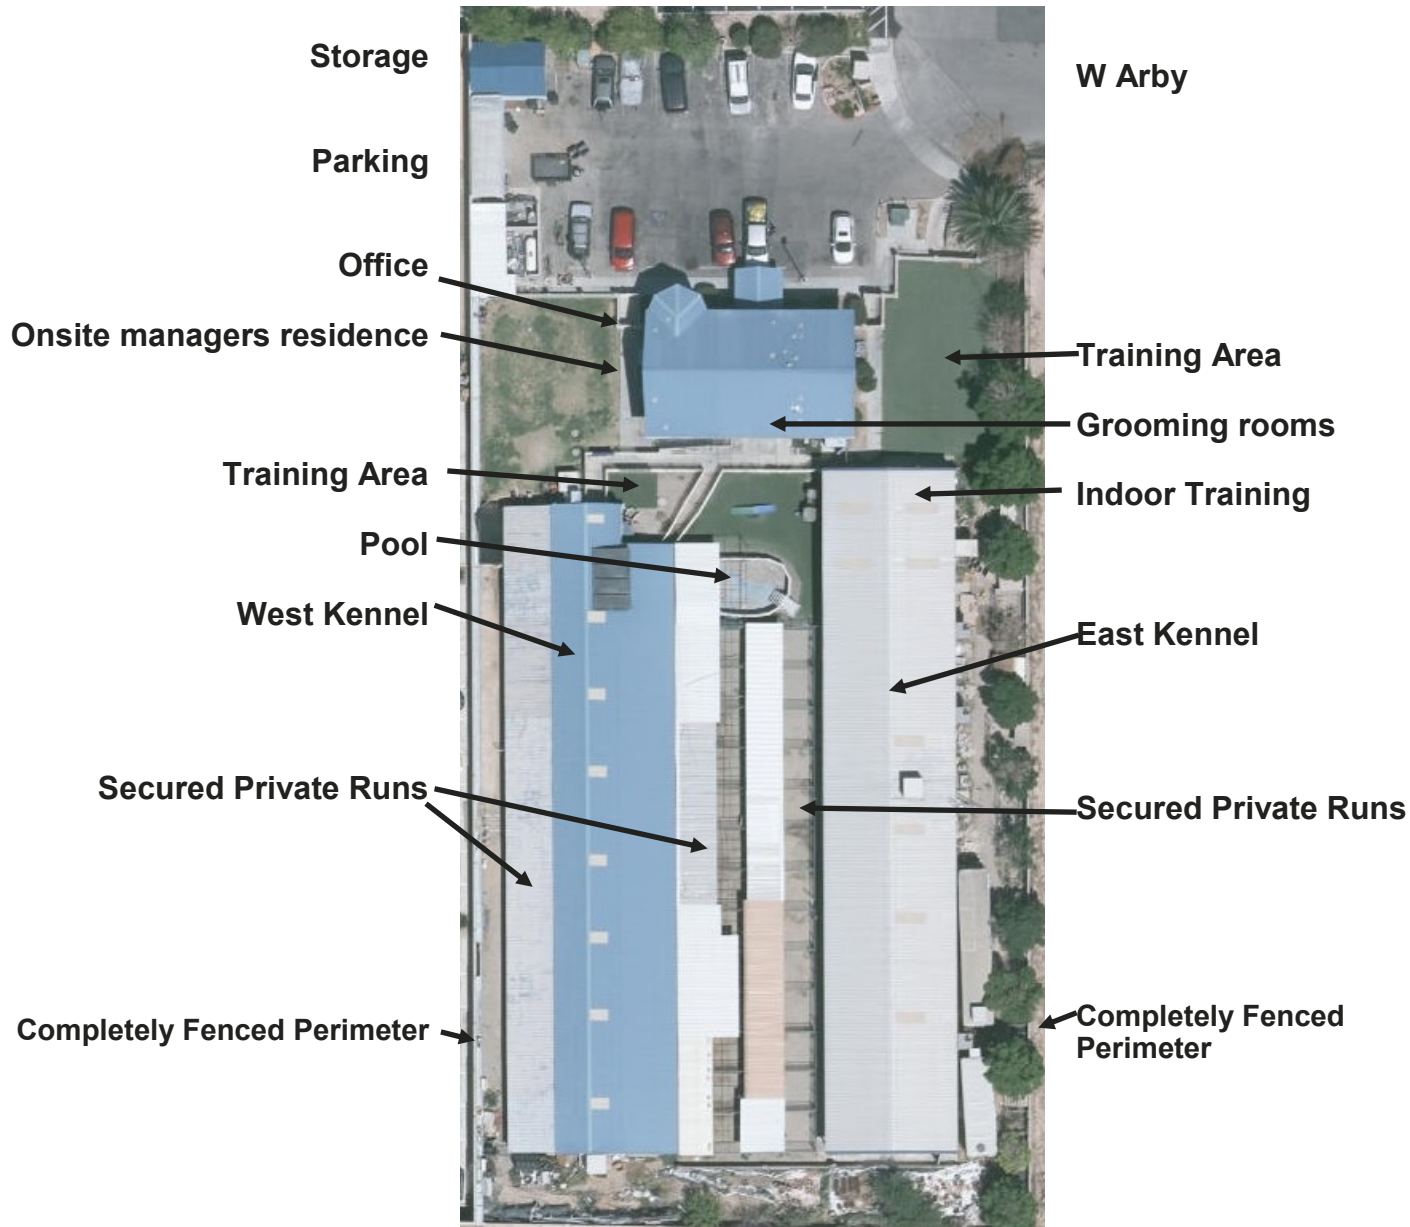 Storage
W Arby
Parking
Office
Onsite managers residence
Training Area
Grooming rooms
Training Area
Indoor Training
Pool
West Kennel
East Kennel
Secured Private Runs
Secured Private Runs
Completely Fenced Perimeter
Completely Fenced
Perimeter